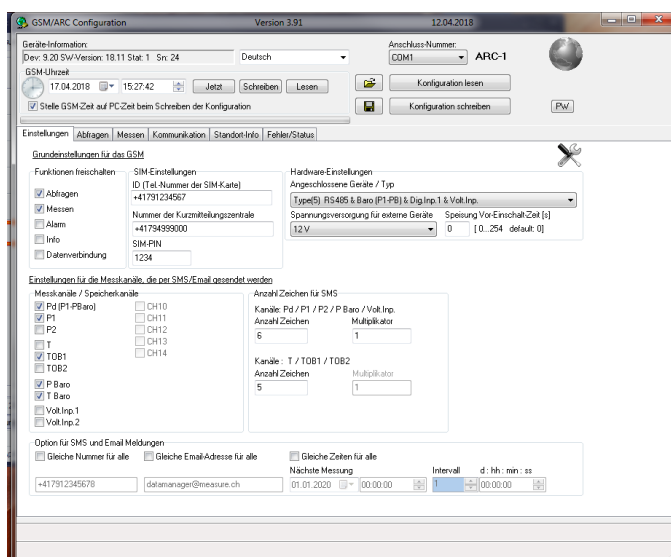 GSM/ARC Configuration Version 3.91 12.04.2018
Geräte-Information: Anschluss-Nummer:
Dev: 9.20 SW-Version: 18.11 Stat: 1 Sn: 24 Deutsch COM1 ARC-1
GSM-Uhrzeit
17.04.2018 15:27:42 Jetzt Schreiben Lesen Konfiguration lesen
Stelle GSM-Zeit auf PC-Zeit beim Schreiben der Konfiguration Konfiguration schreiben PW
Einstellungen Abfragen Messen Kommunikation Standort-Info Fehler/Status
Grundeinstellungen für das GSM
Funktionen freischalten
Abfragen
Messen
Alarm
Info
Datenverbindung
SIM-Einstellungen
ID (Tel.-Nummer der SIM-Karte)
+41791234567
Nummer der Kurzmitteilungszentrale
+41794999000
SIM-PIN
1234
Hardware-Einstellungen
Angeschlossene Geräte / Typ
Type(5) RS485 & Baro (P1-PB) & Dig.Inp.1 & Volt.Inp.
Spannungsversorgung für externe Geräte Speisung Vor-Einschalt-Zeit [s]
12 V 0 [ 0...254 default: 0]
Einstellungen für die Messkanäle, die per SMS/Email gesendet werden
Messkanäle / Speicherkanäle
Pd (P1-PBaro) CH10
P1 CH11
P2 CH12
CH13
T
TOB1 CH14
TOB2
P Baro
T Baro
Volt.Inp.1
Volt.Inp.2
Anzahl Zeichen für SMS
Kanäle: Pd / P1 / P2 / P Baro / Volt.Inp.
Anzahl Zeichen Multiplikator
6 1
Kanäle : T / TOB1 / TOB2
Anzahl Zeichen Multiplikator
5 1
Option für SMS und Email Meldungen
Gleiche Nummer für alle Gleiche Email-Adresse für alle Gleiche Zeiten für alle
Nächste Messung Intervall d : hh : min : ss
+417912345678 datamanager@measure.ch 01.01.2020 00:00:00 1 00:00:00